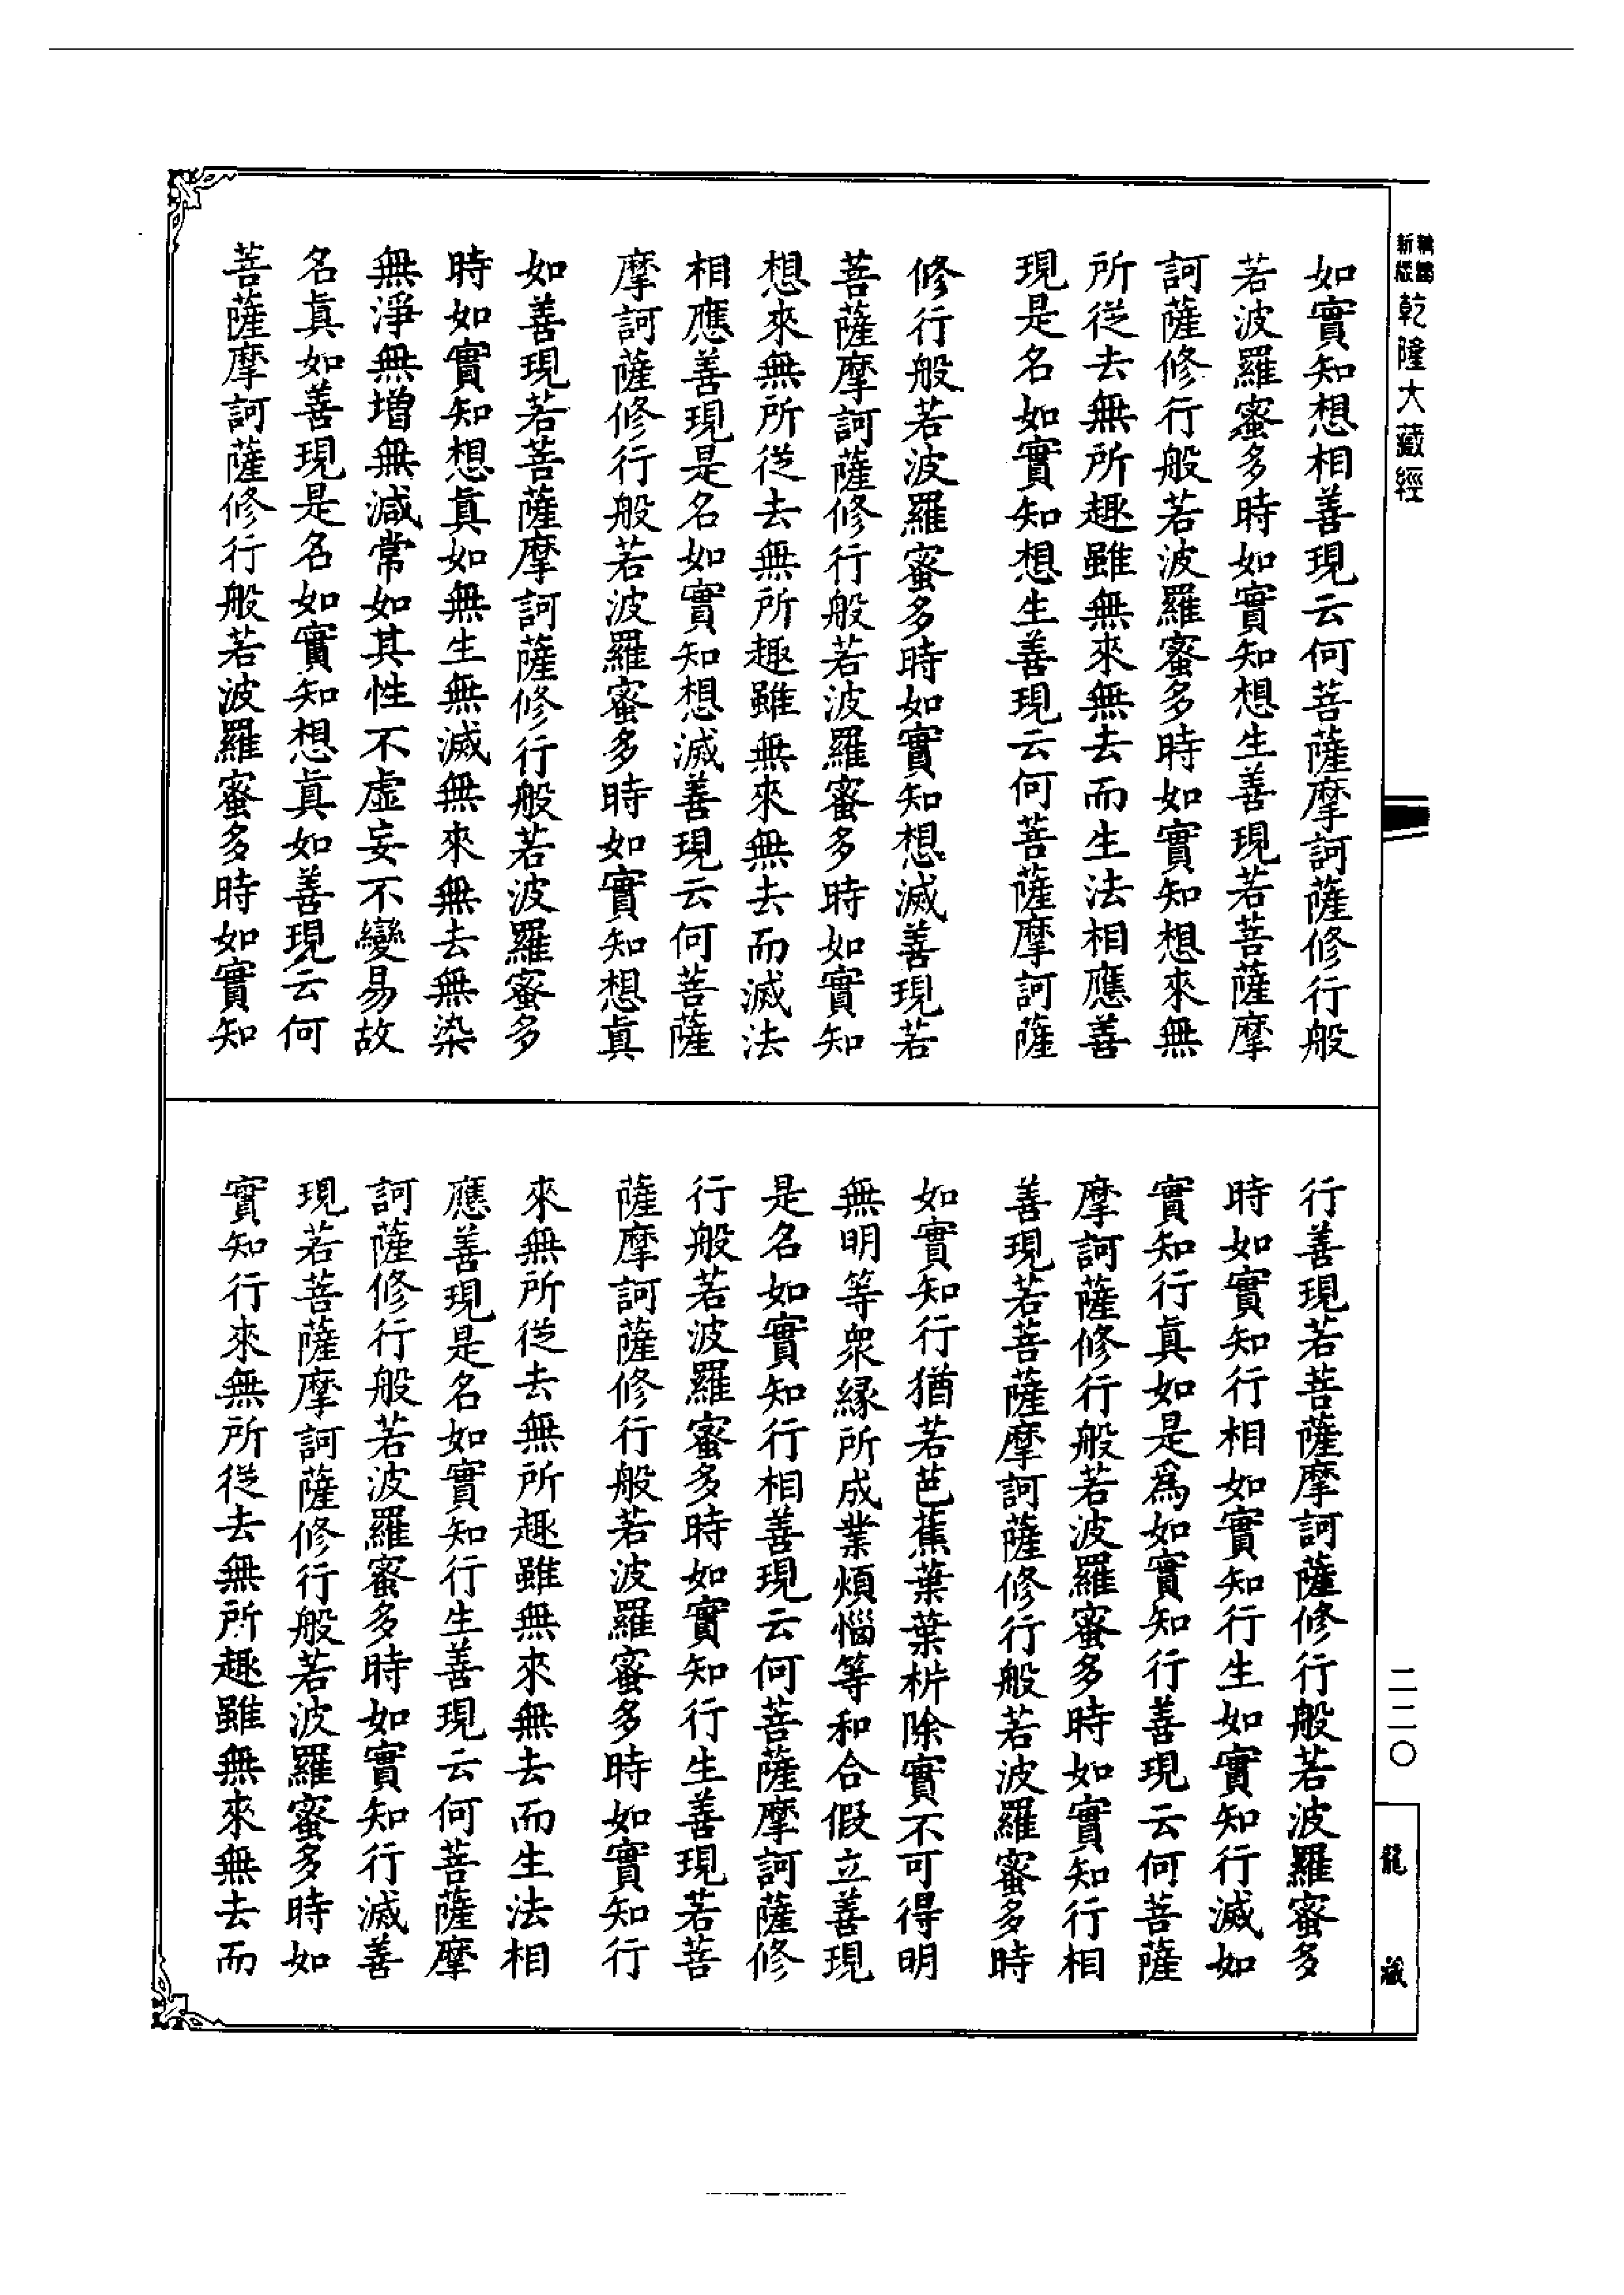 新編縮本
乾隆大藏經
如實知想相善現云何菩薩摩訶薩修行般
若波羅蜜多時如實知想生善現若菩薩摩
訶薩修行般若波羅蜜多時如實知想來無
所從去無所趣雖無來無去而生法相應善
現是名如實知想生善現云何菩薩摩訶薩
修行般若波羅蜜多時如實知想滅善現若
菩薩摩訶薩修行般若波羅蜜多時如實知
想來無所從去無所趣雖無來無去而滅法
相應善現是名如實知想滅善現云何菩薩
摩訶薩修行般若波羅蜜多時如實知想真
如善現若菩薩摩訶薩修行般若波羅蜜多
時如實知想真如無生無滅無來無去無染
無淨無增無減常如其性不虛妄不變易故
名真如善現是名如實知想真如善現云何
菩薩摩訶薩修行般若波羅蜜多時如實知
行善現若菩薩摩訶薩修行般若波羅蜜多
時如實知行相如實知行生如實知行滅如
實知行真如是為如實知行善現云何菩薩
摩訶薩修行般若波羅蜜多時如實知行相
善現若菩薩摩訶薩修行般若波羅蜜多時
如實知行猶若芭蕉葉葉析除實不可得明
無明等眾緣所成業煩惱等和合假立善現
是名如實知行相善現云何菩薩摩訶薩修
行般若波羅蜜多時如實知行生善現若菩
薩摩訶薩修行般若波羅蜜多時如實知行
來無所從去無所趣雖無來無去而生法相
應善現是名如實知行生善現云何菩薩摩
訶薩修行般若波羅蜜多時如實知行滅善
現若菩薩摩訶薩修行般若波羅蜜多時如
實知行來無所從去無所趣雖無來無去而
二二〇
龍藏